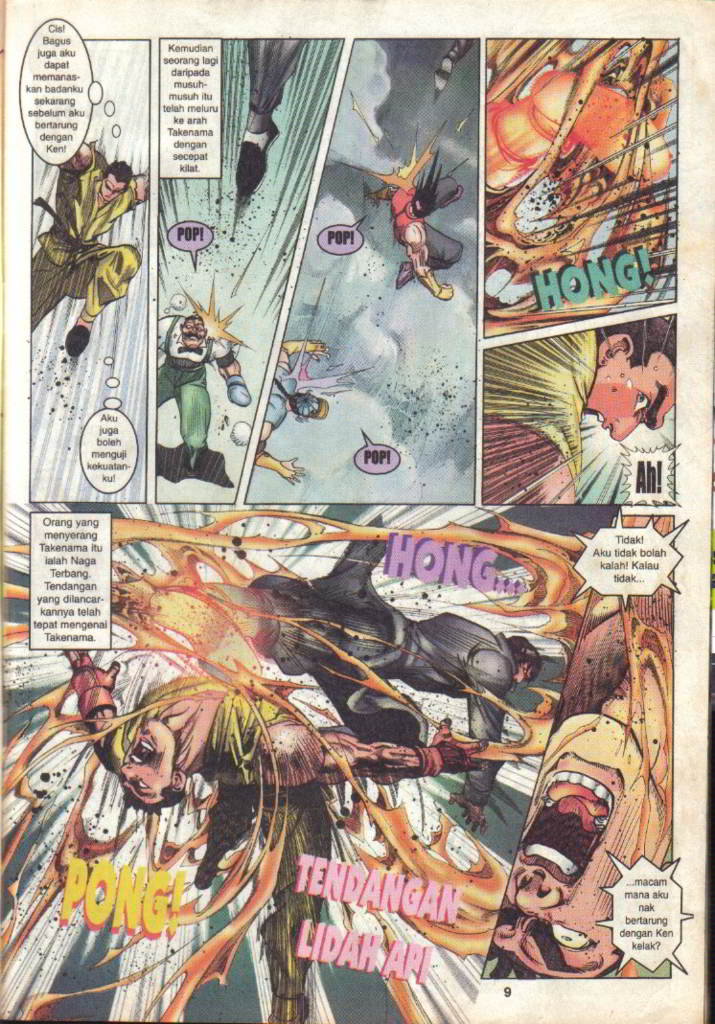 Cis!
Bagus
juga aku
dapat
memanas-
kan badanku
sekarang
sebelum aku
bertarung
dengan
Ken!
Aku
juga
boleh
menguji
kekuatan-
ku!
Kemudian
seorang lagi
daripada
musuh-
musuh itu
telah meluru
ke arah
Takenama
dengan
secepat
kilat.
POP!
POP!
POP!
HONG!
Ah!
Orang yang
menyerang
Takenama itu
ialah Naga
Terbang.
Tendangan
yang dilancar-
kannya telah
tepat mengenai
Takenama.
HONG....
PONG!
TENDANGAN
LIDAH API
Tidak!
Aku tidak bolah
kalah! Kalau
tidak...
...macam
mana aku
nak
bertarung
dengan Ken
kelak?
9